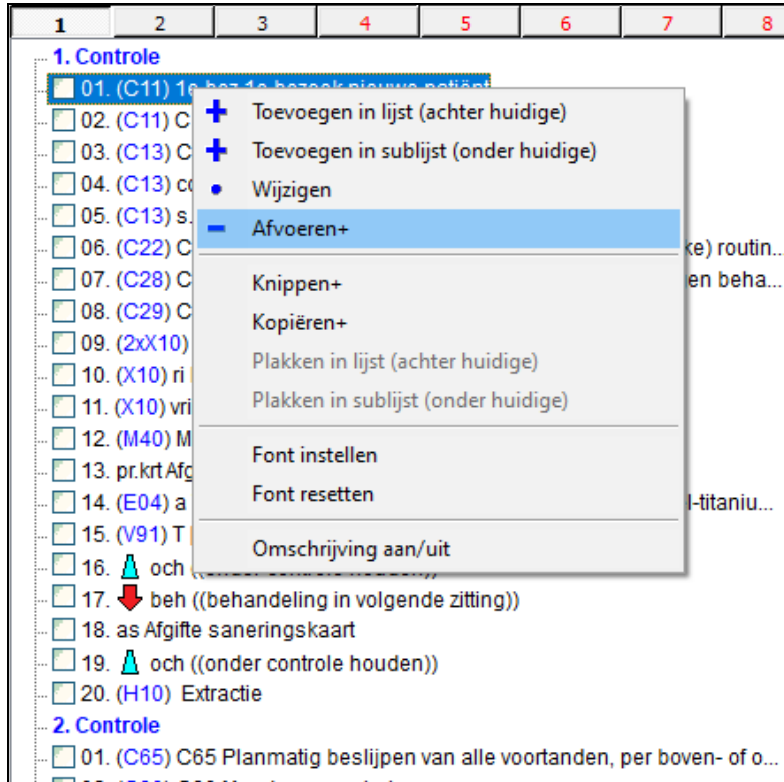 1 2 3 4 5 6 7 8
1. Controle
01. (C11) 1e bez 1e bezoek nieuwe patiënt
02. (C11) C
Toevoegen in lijst (achter huidige)
03. (C13) C
Toevoegen in sublijst (onder huidige)
04. (C13) co
Wijzigen
05. (C13) s.
Afvoeren+
06. (C22) C ke) routin...
07. (C28) C en beha...
Knippen+
08. (C29) C
Kopiëren+
09. (2xX10)
Plakken in lijst (achter huidige)
10. (X10) ri
Plakken in sublijst (onder huidige)
11. (X10) vri
12. (M40) M
Font instellen
13. pr.krt Afg
Font resetten
14. (E04) a l-titaniu...
15. (V91) T
Omschrijving aan/uit
16. och ((onder controle houden))
17. beh ((behandeling in volgende zitting))
18. as Afgifte saneringskaart
19. och ((onder controle houden))
20. (H10) Extractie
2. Controle
01. (C65) C65 Planmatig beslijpen van alle voortanden, per boven- of o...